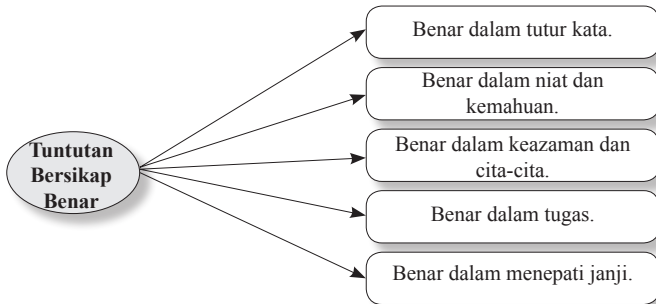 Tuntutan
Bersikap
Benar
Benar dalam tutur kata.
Benar dalam niat dan
kemahuan.
Benar dalam keazaman dan
cita-cita.
Benar dalam tugas.
Benar dalam menepati janji.